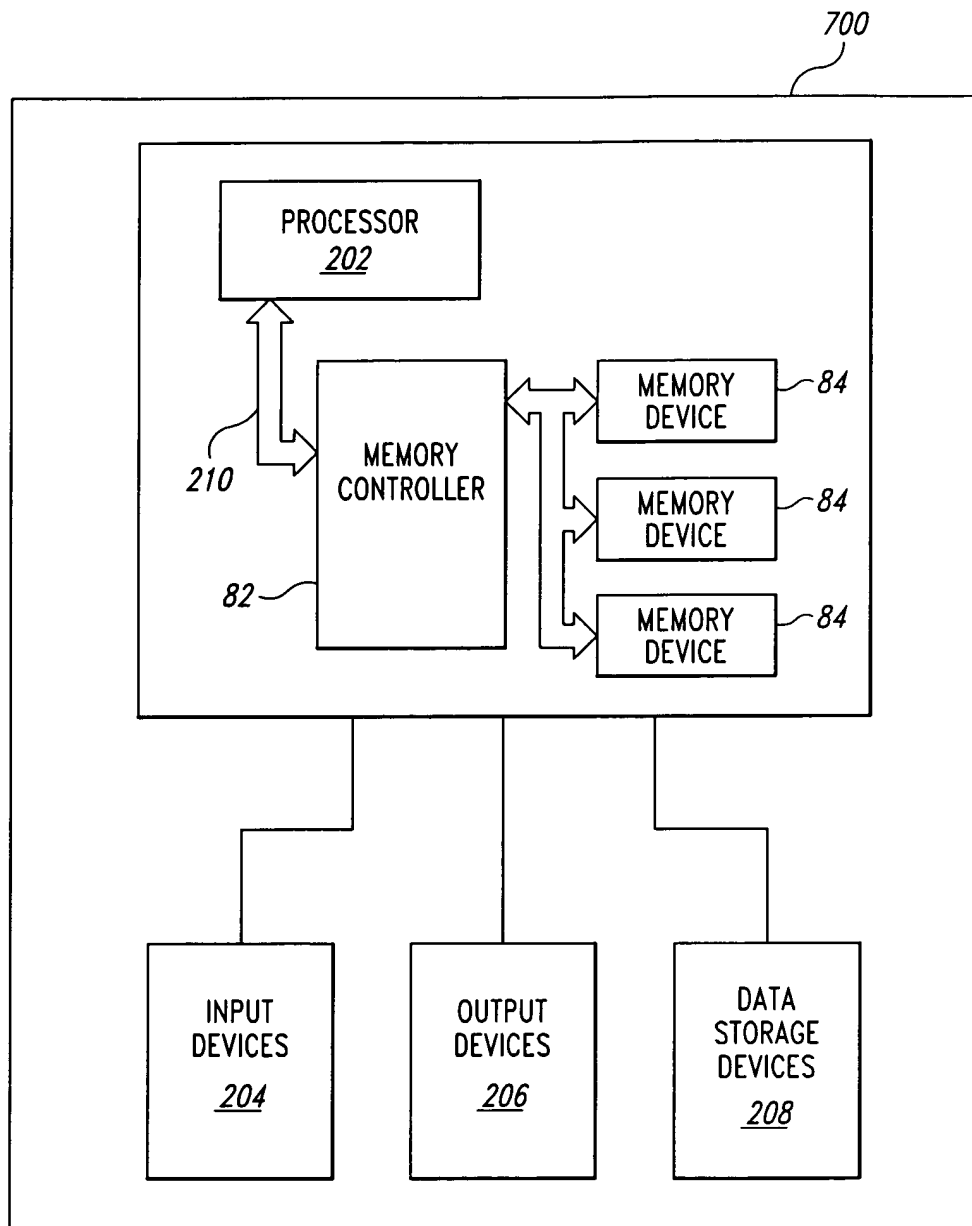 700
PROCESSOR
202
210
MEMORY
CONTROLLER
82
MEMORY
DEVICE
84
MEMORY
DEVICE
84
MEMORY
DEVICE
84
INPUT
DEVICES
204
OUTPUT
DEVICES
206
DATA
STORAGE
DEVICES
208